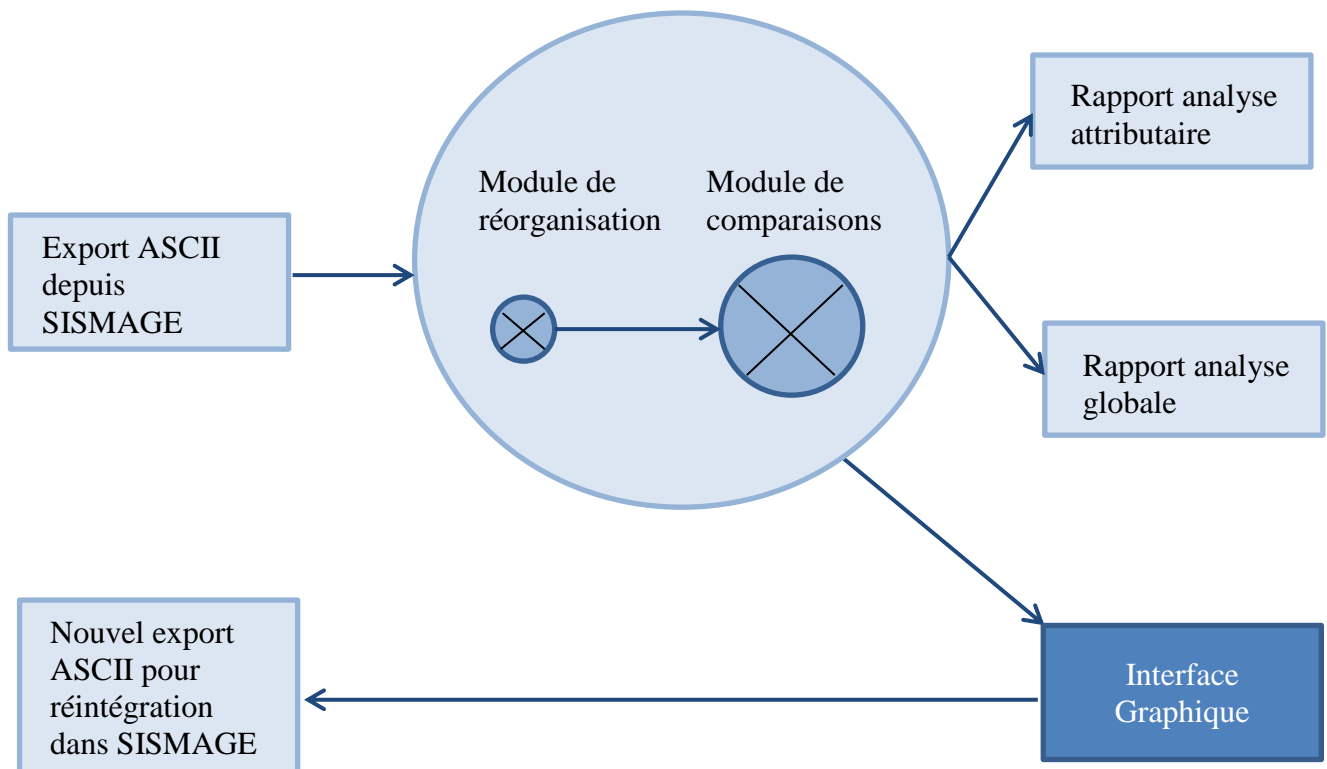 Export ASCII
depuis
SISMAGE
Module de
réorganisation
Module de
comparaisons
Rapport analyse
attributaire
Rapport analyse
globale
Interface
Graphique
Nouvel export
ASCII pour
réintégration
dans SISMAGE